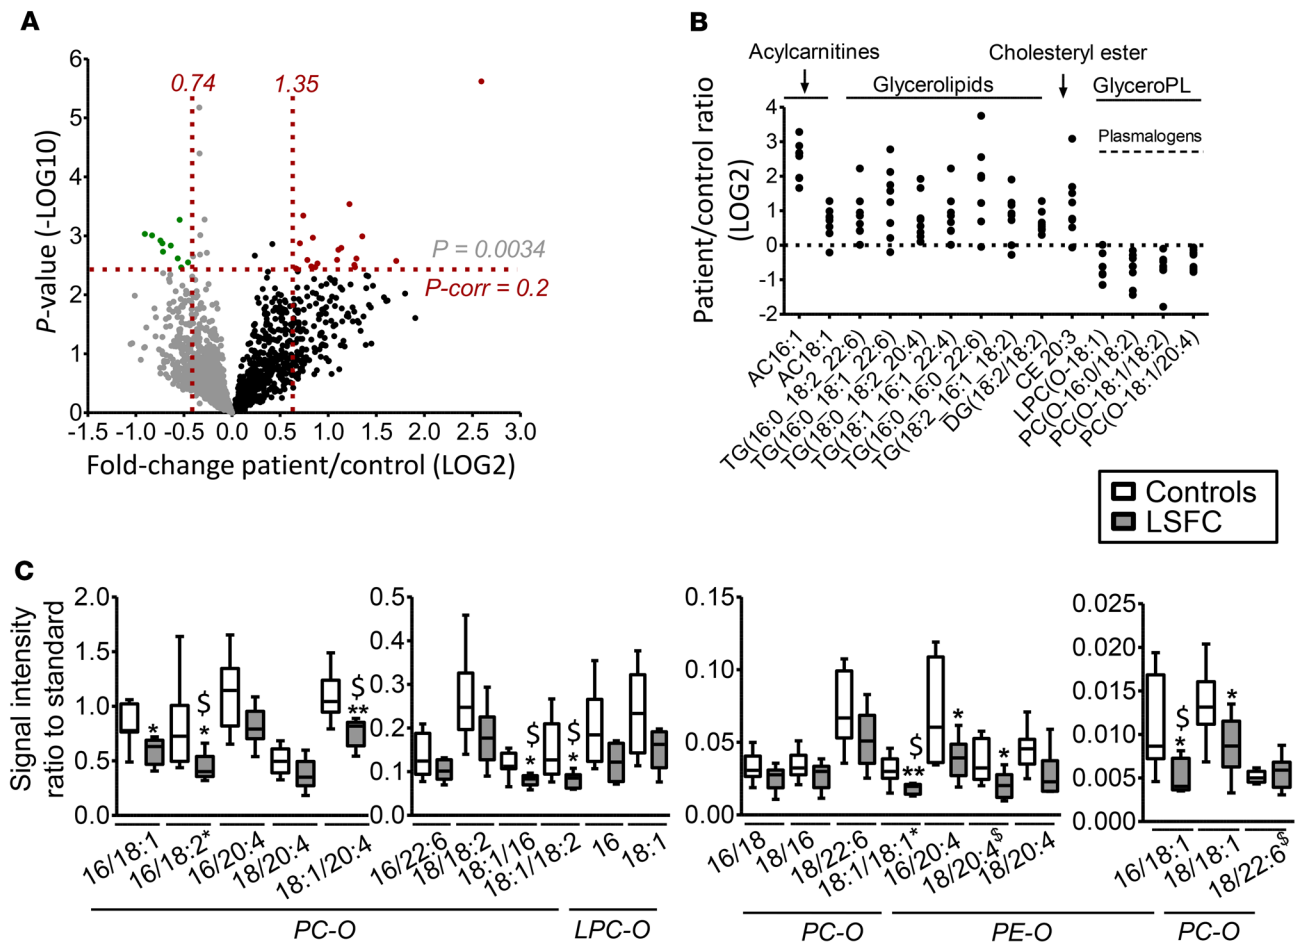 A
6
5
4
3
2
1
0
0.74
1.35
P = 0.0034
P-corr = 0.2
P-value (-LOG10)
-1.5 -1.0 -0.5 0.0 0.5 1.0 1.5 2.0 2.5 3.0
Fold-change patient/control (LOG2)
B
Acylcarnitines
Cholesteryl ester
Glycerolipids
GlyceroPL
Plasmalogens
Patient/control ratio
(LOG2)
4
3
2
1
0
-1
-2
AC16:1
AC18:1
TG(16:0_18:2_22:6)
TG(16:0_18:1_22:6)
TG(18:0_18:2_20:4)
TG(18:1_16:1_22:4)
TG(16:0_16:0_22:6)
TG(18:2_16:1_18:2)
DG(18:2/18:2)
CE 20:3
LPC(O-18:1)
PC(O-16:0/18:2)
PC(O-18:1/18:2)
PC(O-18:1/20:4)
Controls
LSFC
C
Signal intensity
ratio to standard
2.0
1.5
1.0
0.5
0.0
*
$
*
$
**
16/18:1
16/18:2*
16/20:4
18/20:4
18:1/20:4
0.5
0.4
0.3
0.2
0.1
0.0
$
*
$
*
16/22:6
18/18:2
18:1/16
18:1/18:2
16
18:1
PC-O
LPC-O
0.15
0.10
0.05
0.00
$
**
*
*
16/18
18/16
18/22:6
18:1/18:1*
16/20:4
18/20:4$
18/20:4
PC-O
PE-O
0.025
0.020
0.015
0.010
0.005
0.000
$
*
*
16/18:1
18/18:1
18/22:6$
PC-O